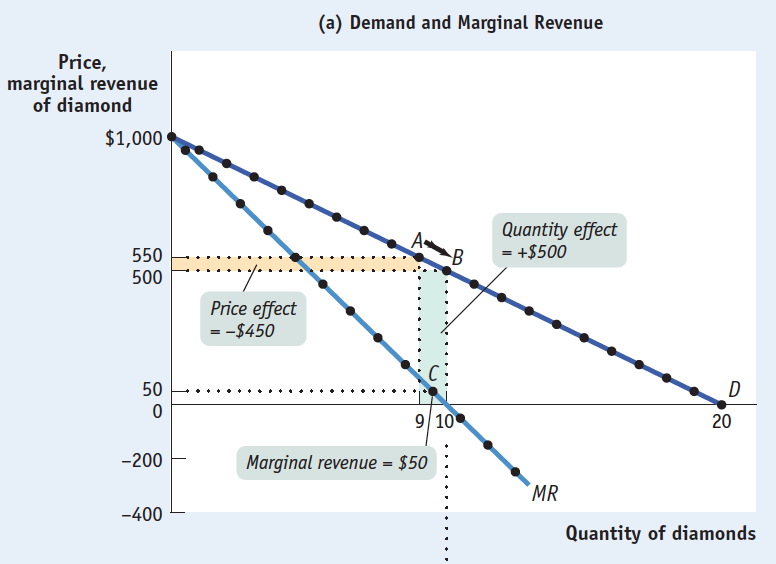 (a) Demand and Marginal Revenue
Price,
marginal revenue
of diamond
$1,000
A
B
Quantity effect
= +$500
550
500
Price effect
= –$450
C
50
D
0
9 10
20
Marginal revenue = $50
–200
MR
–400
Quantity of diamonds